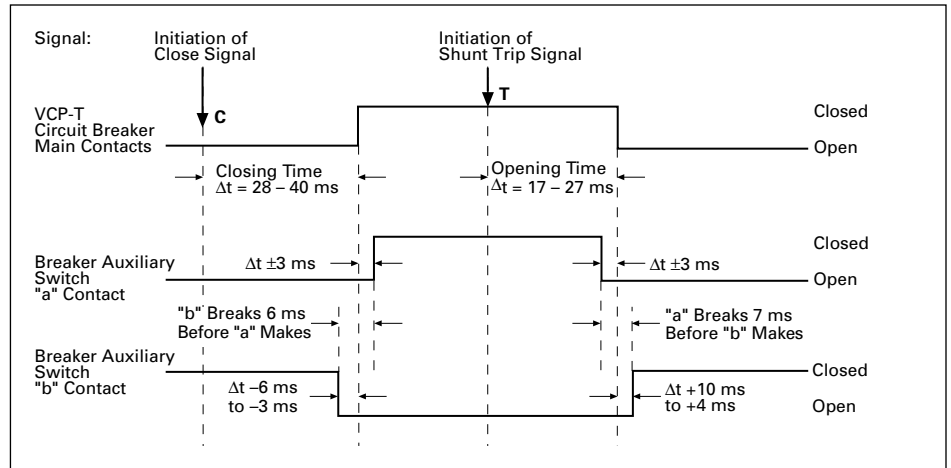 Signal:
Initiation of
Close Signal
Initiation of
Shunt Trip Signal
C
T
VCP-T
Circuit Breaker
Main Contacts
Closed
Open
Closing Time
Δt = 28 – 40 ms
Opening Time
Δt = 17 – 27 ms
Breaker Auxiliary
Switch
"a" Contact
Δt ±3 ms
Δt ±3 ms
Closed
Open
"b" Breaks 6 ms
Before "a" Makes
"a" Breaks 7 ms
Before "b" Makes
Breaker Auxiliary
Switch
"b" Contact
Δt –6 ms
to –3 ms
Δt +10 ms
to +4 ms
Closed
Open